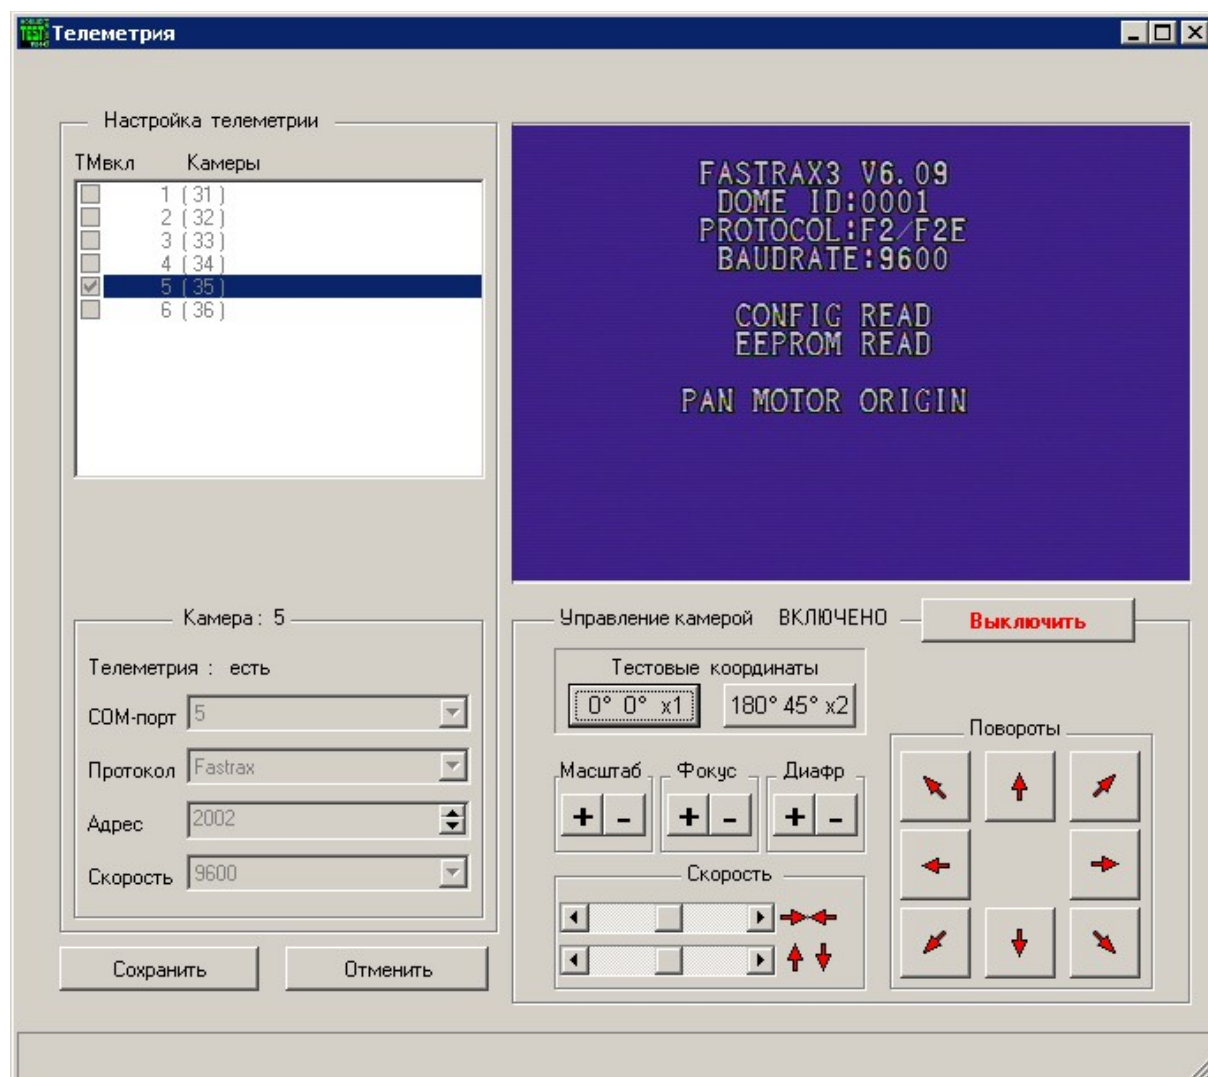 TEST
Телеметрия
Настройка телеметрии
ТМвкл Камеры
1 ( 31 )
2 ( 32 )
3 ( 33 )
4 ( 34 )
5 ( 35 )
6 ( 36 )
FASTRAX3 V6.09
DOME ID:0001
PROTOCOL:F2/F2E
BAUDRATE:9600
CONFIG READ
EEPROM READ
PAN MOTOR ORIGIN
Камера : 5
Телеметрия : есть
COM-порт 5
Протокол Fastrax
Адрес 2002
Скорость 9600
Сохранить Отменить
Управление камерой ВКЛЮЧЕНО Выключить
Тестовые координаты
0° 0° x1 180° 45° x2
Масштаб Фокус Диафр
+ - + - + -
Скорость
Повороты